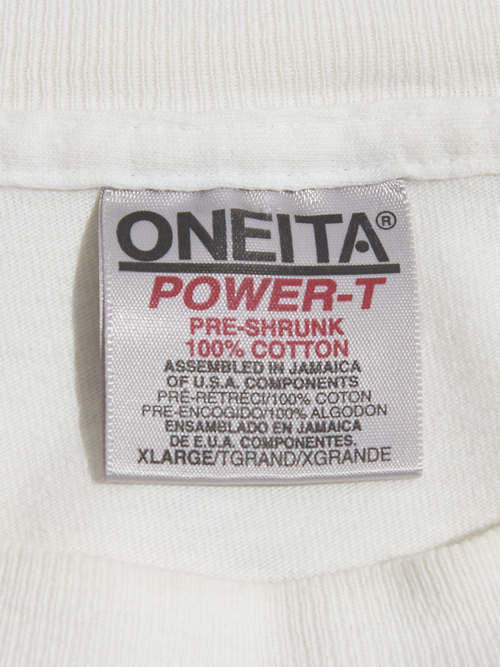 ONEITA®
POWER-T
PRE-SHRUNK
100% COTTON
ASSEMBLED IN JAMAICA
OF U.S.A. COMPONENTS
PRE-RETRÉCI/100% COTON
PRE-ENCOGIDO/100% ALGODON
ENSAMBLADO EN JAMAICA
DE E.U.A. COMPONENTES.
XLARGE/TGRAND/XGRANDE